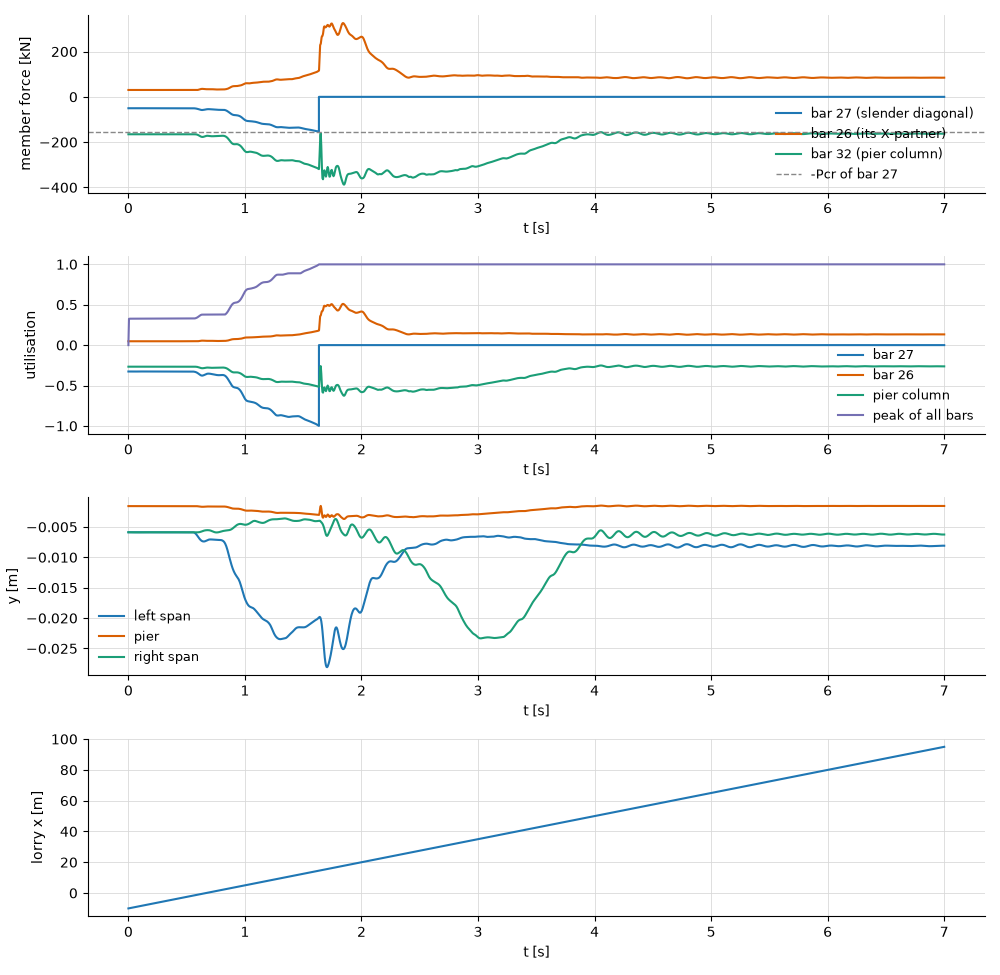 member force [kN]
200
0
−200
−400
bar 27 (slender diagonal)
bar 26 (its X-partner)
bar 32 (pier column)
-Pcr of bar 27
0 1 2 3 4 5 6 7
t [s]
utilisation
1.0
0.5
0.0
−0.5
−1.0
bar 27
bar 26
pier column
peak of all bars
0 1 2 3 4 5 6 7
t [s]
y [m]
−0.005
−0.010
−0.015
−0.020
−0.025
left span
pier
right span
0 1 2 3 4 5 6 7
t [s]
lorry x [m]
100
80
60
40
20
0
0 1 2 3 4 5 6 7
t [s]